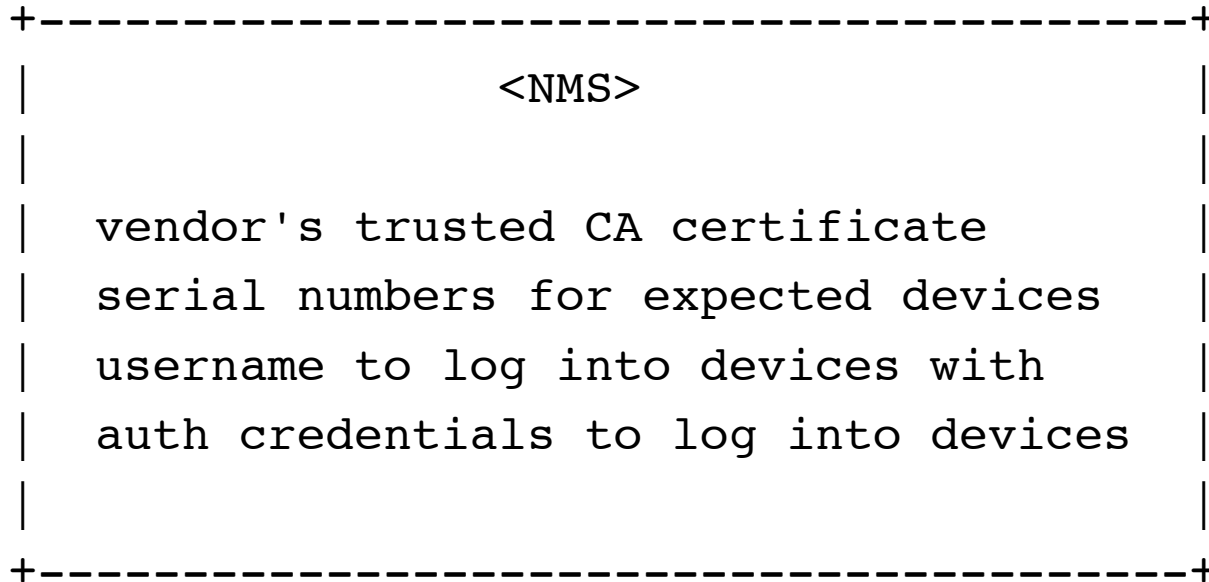 <NMS>
vendor's trusted CA certificate
serial numbers for expected devices
username to log into devices with
auth credentials to log into devices